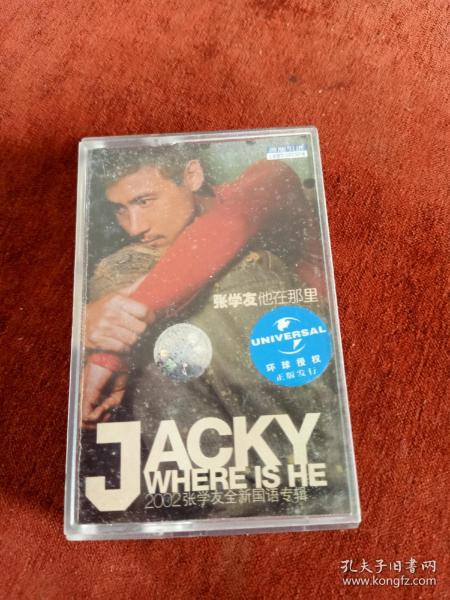 张学友他在那里
UNIVERSAL
环球授权
正版发行
JACKY
WHERE IS HE
2002张学友全新国语专辑
孔夫子旧书网
www.kongfz.com